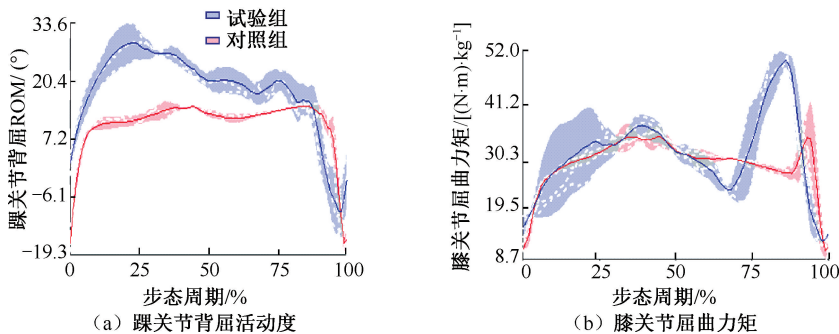 试验组
对照组
踝关节背屈ROM/(°)
33.6
20.4
7.2
−6.1
−19.3
0
25
50
75
100
步态周期/%
(a)踝关节背屈活动度
膝关节屈曲力矩/[(N·m)·kg⁻¹]
52.0
41.2
30.3
19.5
8.7
0
25
50
75
100
步态周期/%
(b)膝关节屈曲力矩